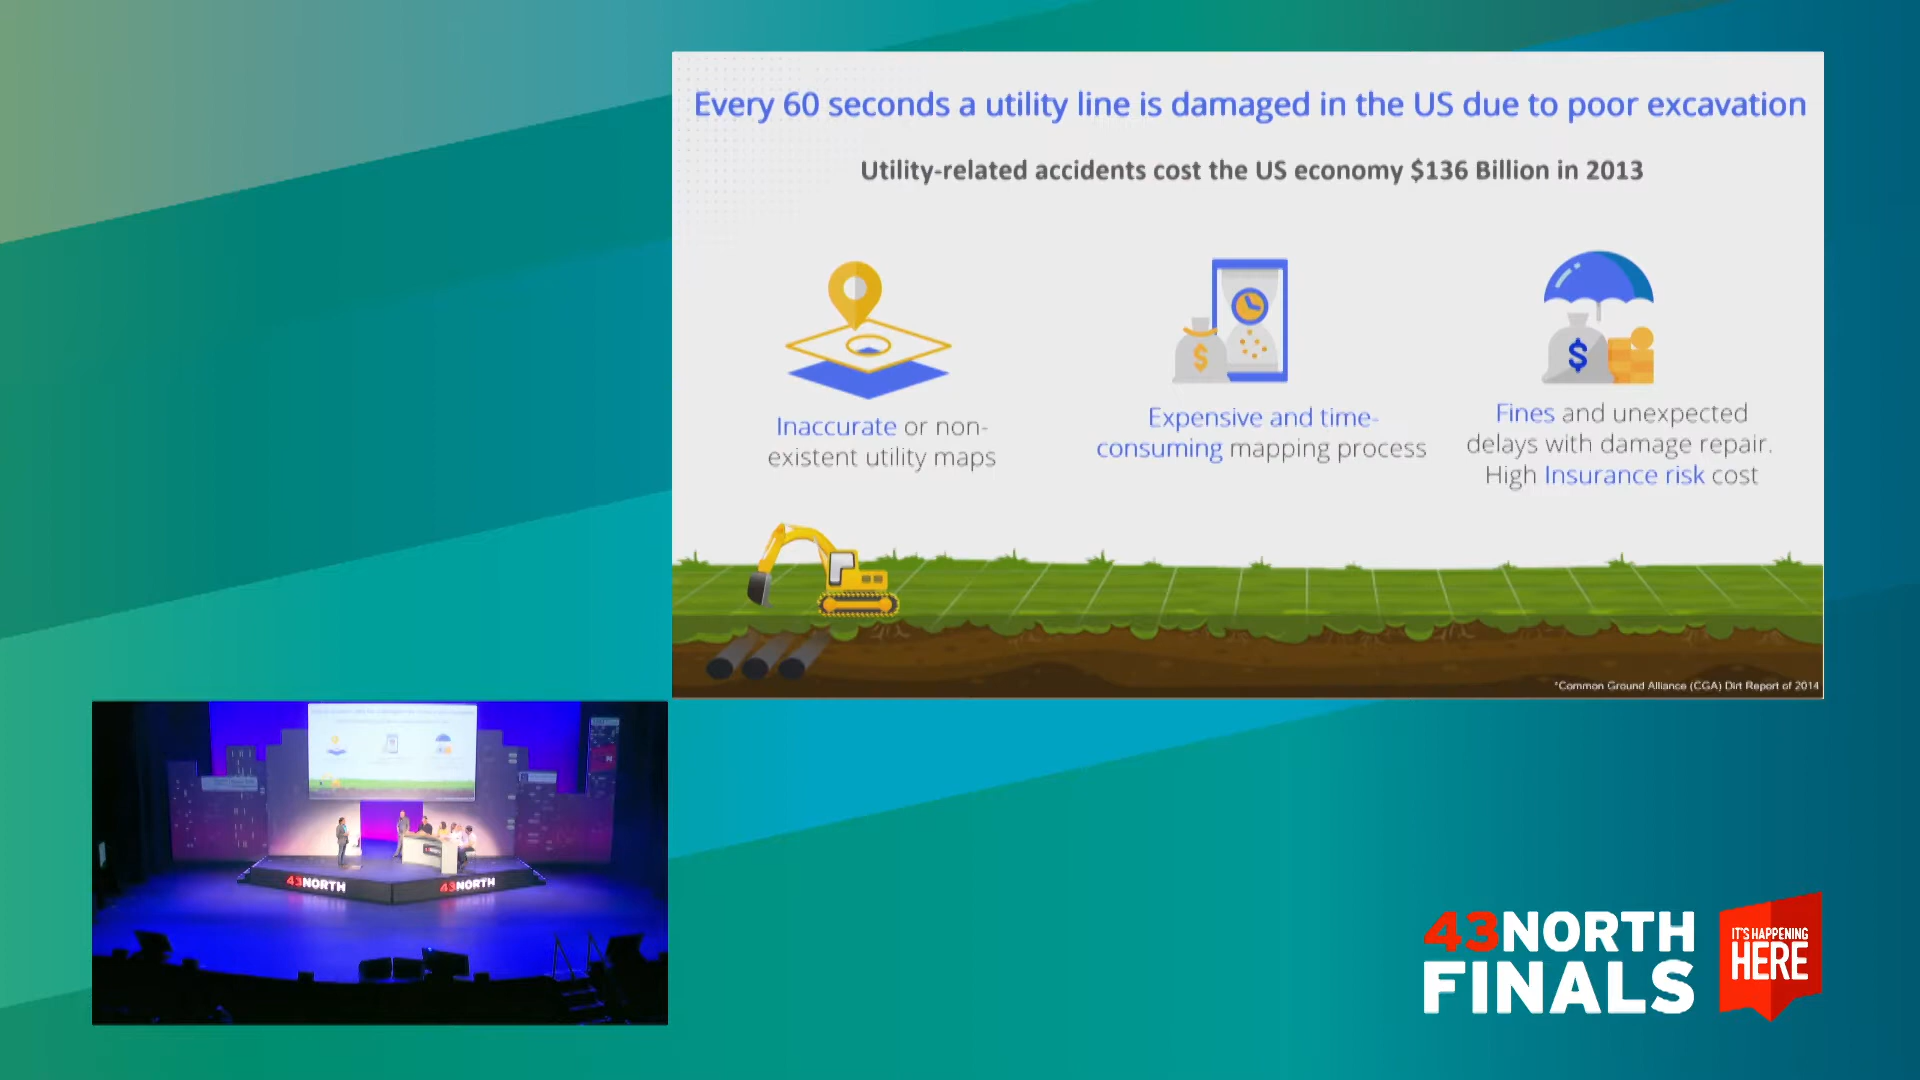 Every 60 seconds a utility line is damaged in the US due to poor excavation
Utility-related accidents cost the US economy $136 Billion in 2013
Inaccurate or non-
existent utility maps
Expensive and time-
consuming mapping process
Fines and unexpected
delays with damage repair.
High Insurance risk cost
*Common Ground Alliance (CGA) Dirt Report of 2014
43NORTH
43NORTH
43NORTH
FINALS
IT'S HAPPENING
HERE